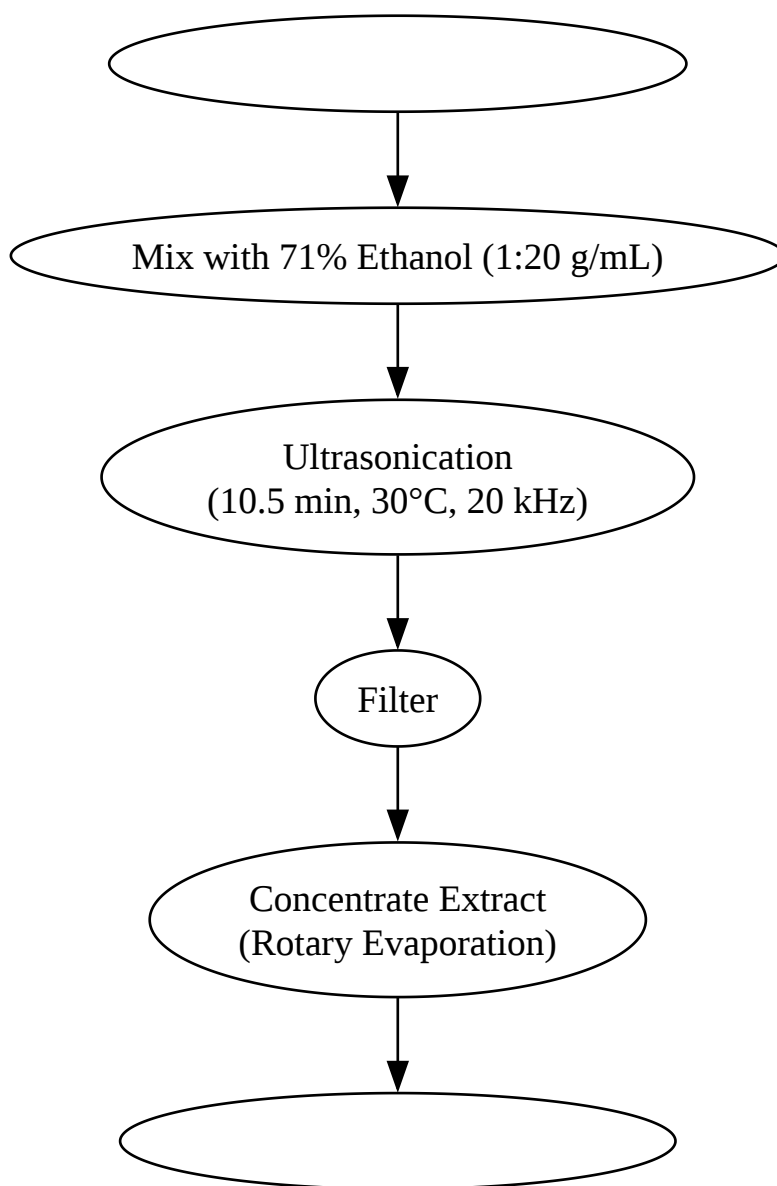 Mix with 71% Ethanol (1:20 g/mL)
Ultrasonication
(10.5 min, 30°C, 20 kHz)
Filter
Concentrate Extract
(Rotary Evaporation)